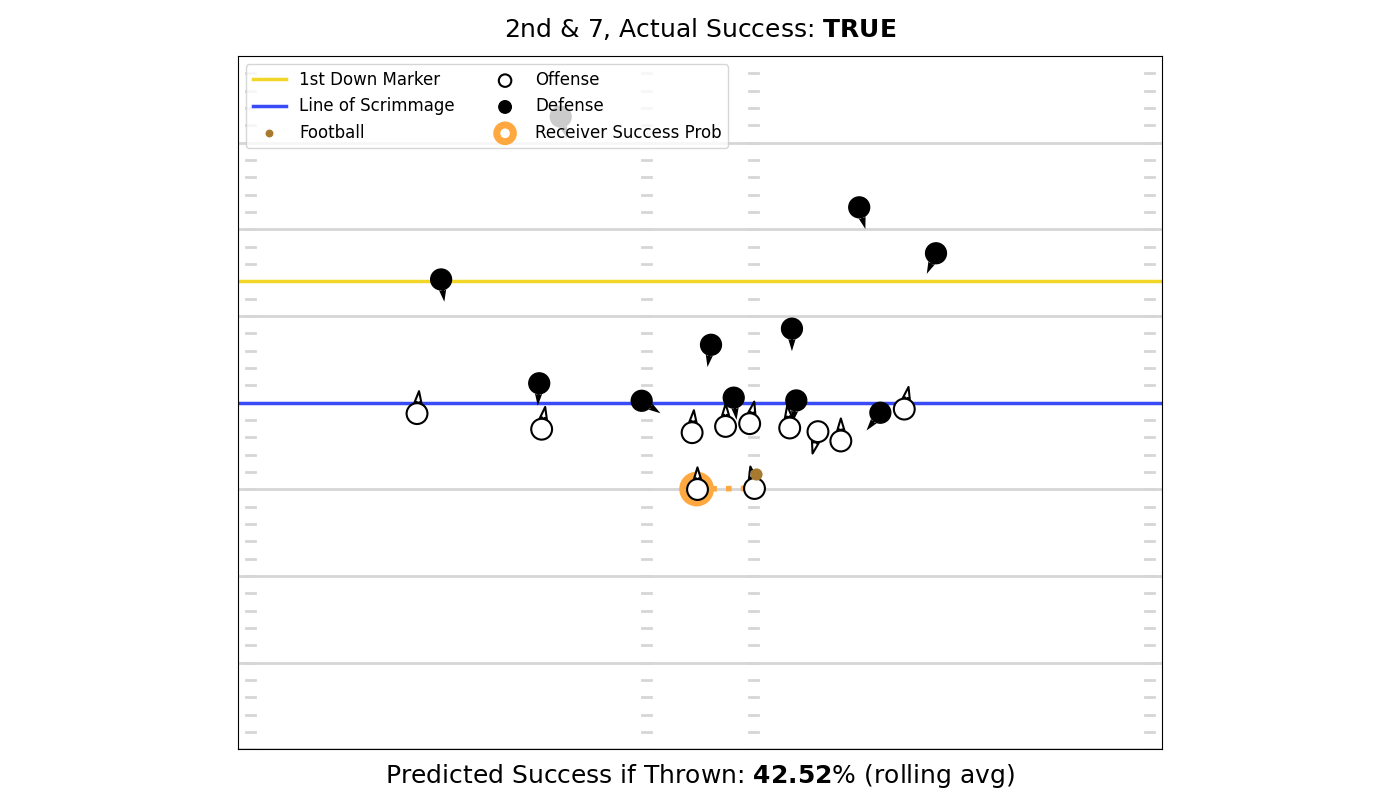 2nd & 7, Actual Success: TRUE
1st Down Marker
Line of Scrimmage
Football
Offense
Defense
Receiver Success Prob
Predicted Success if Thrown: 42.52% (rolling avg)